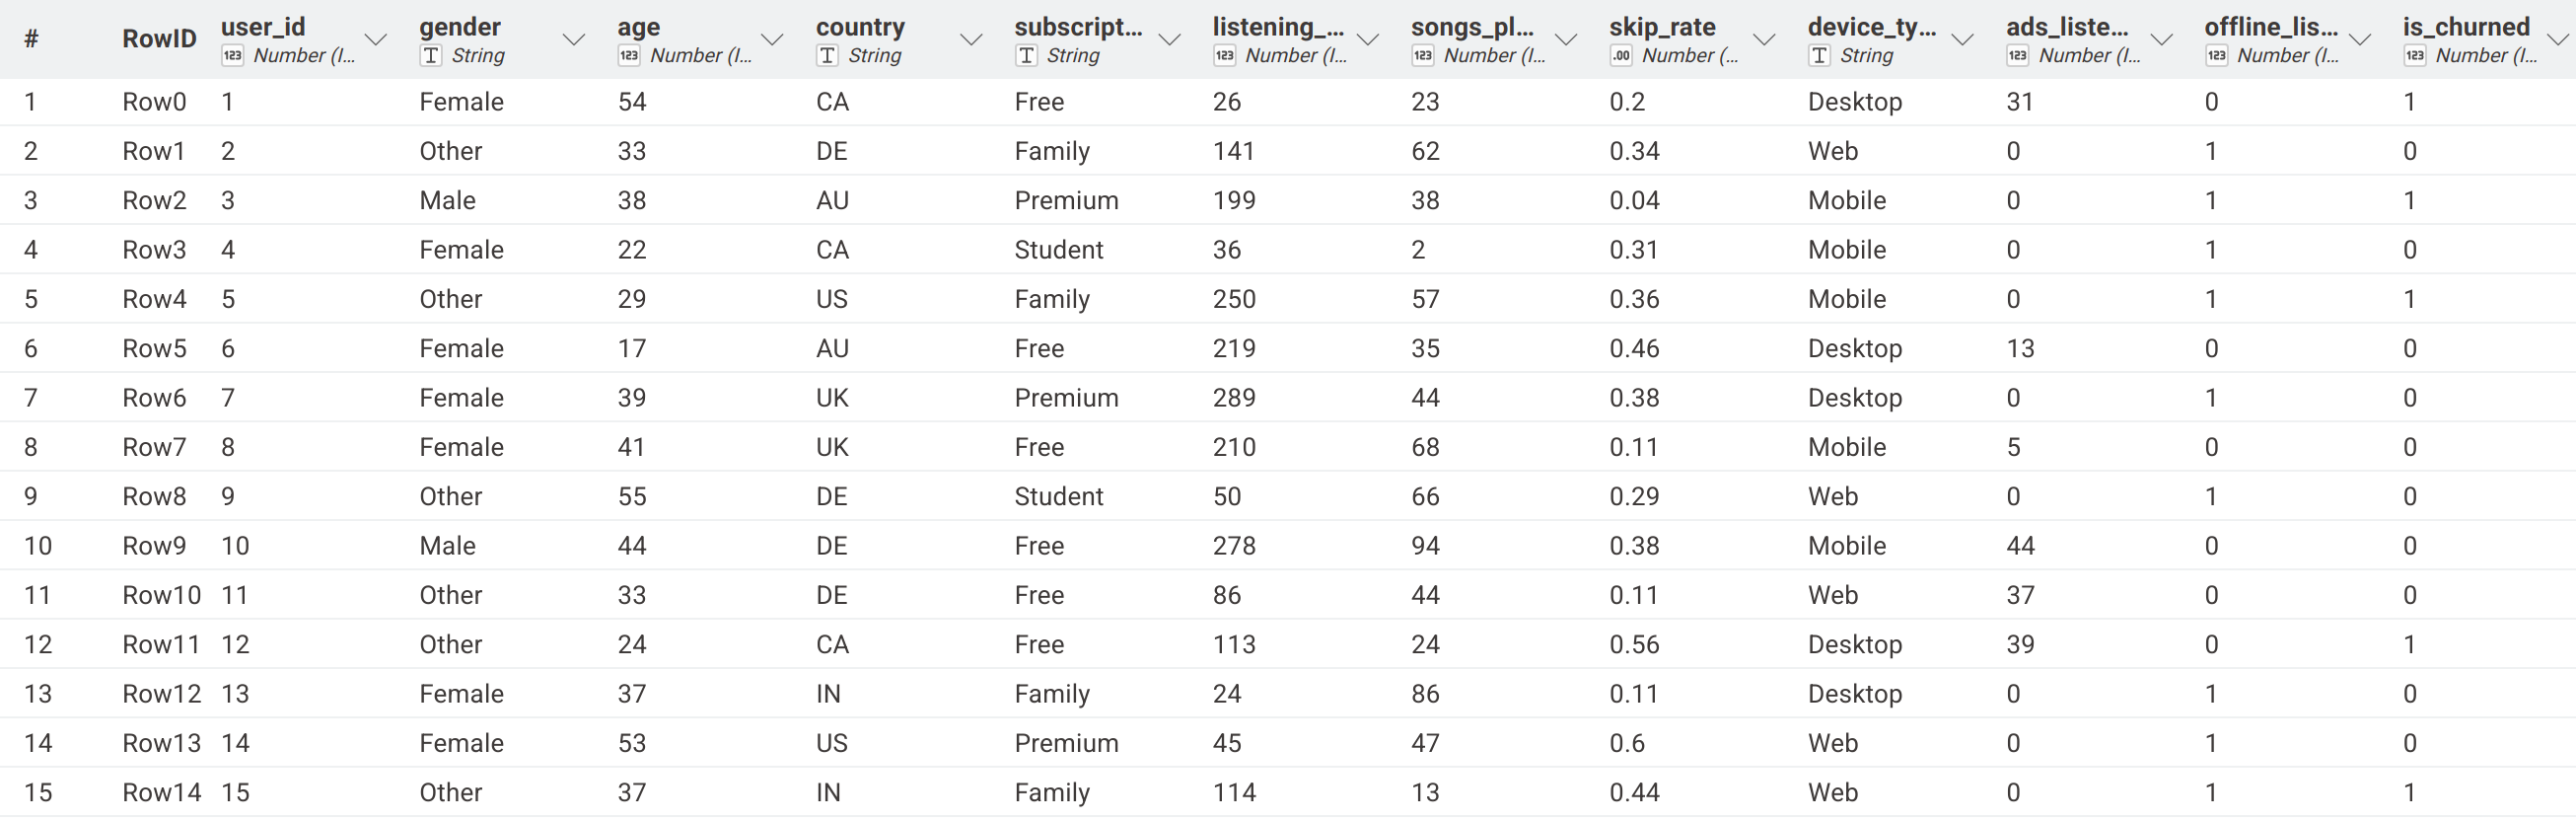 # RowID user_id gender age country subscript... listening_... songs_pl... skip_rate device_ty... ads_liste... offline_lis... is_churned
123 Number (I... T String 123 Number (I... T String T String 123 Number (I... 123 Number (I... .00 Number (... T String 123 Number (I... 123 Number (I... 123 Number (I...
1 Row0 1 Female 54 CA Free 26 23 0.2 Desktop 31 0 1
2 Row1 2 Other 33 DE Family 141 62 0.34 Web 0 1 0
3 Row2 3 Male 38 AU Premium 199 38 0.04 Mobile 0 1 1
4 Row3 4 Female 22 CA Student 36 2 0.31 Mobile 0 1 0
5 Row4 5 Other 29 US Family 250 57 0.36 Mobile 0 1 1
6 Row5 6 Female 17 AU Free 219 35 0.46 Desktop 13 0 0
7 Row6 7 Female 39 UK Premium 289 44 0.38 Desktop 0 1 0
8 Row7 8 Female 41 UK Free 210 68 0.11 Mobile 5 0 0
9 Row8 9 Other 55 DE Student 50 66 0.29 Web 0 1 0
10 Row9 10 Male 44 DE Free 278 94 0.38 Mobile 44 0 0
11 Row10 11 Other 33 DE Free 86 44 0.11 Web 37 0 0
12 Row11 12 Other 24 CA Free 113 24 0.56 Desktop 39 0 1
13 Row12 13 Female 37 IN Family 24 86 0.11 Desktop 0 1 0
14 Row13 14 Female 53 US Premium 45 47 0.6 Web 0 1 0
15 Row14 15 Other 37 IN Family 114 13 0.44 Web 0 1 1